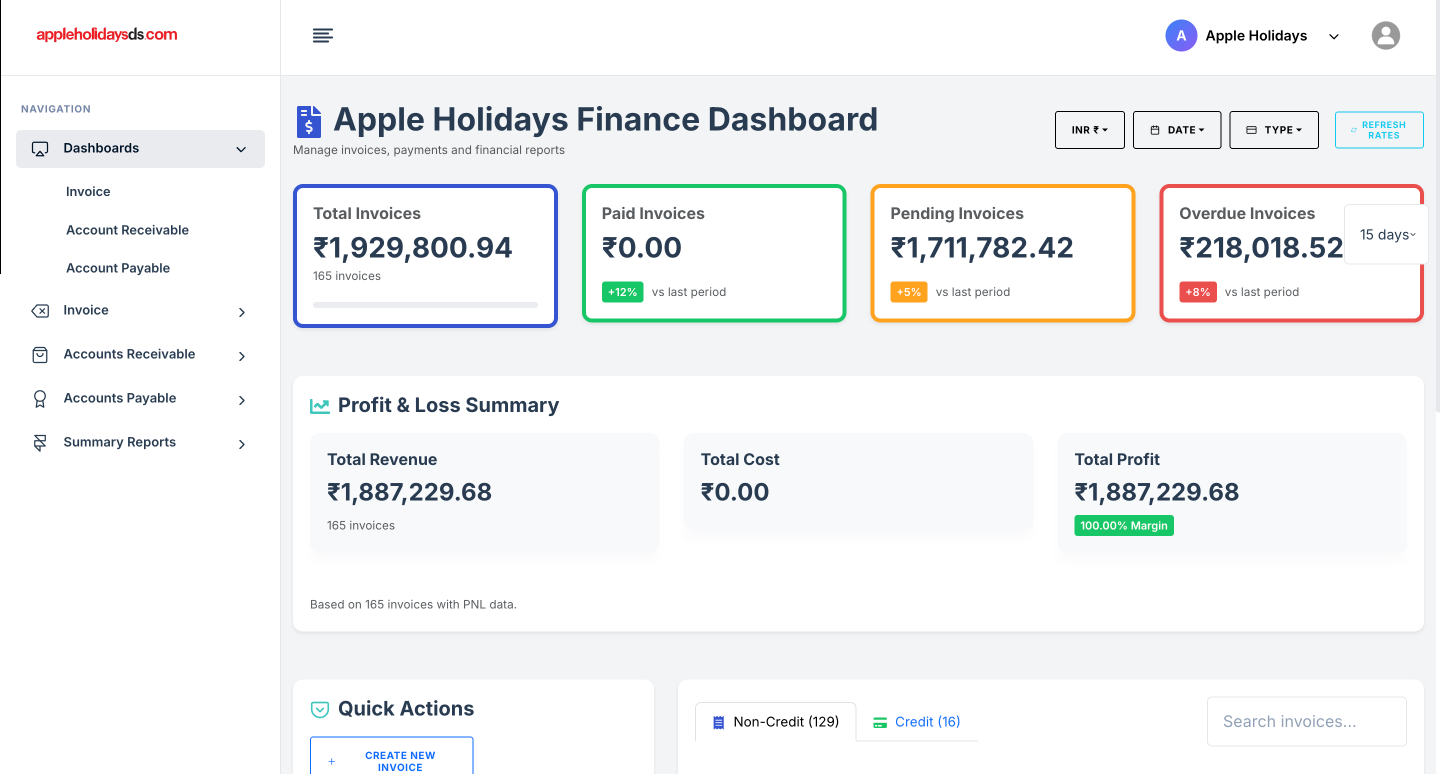 appleholidaysds.com
A Apple Holidays
NAVIGATION
Dashboards
Invoice
Account Receivable
Account Payable
Invoice
Accounts Receivable
Accounts Payable
Summary Reports
Apple Holidays Finance Dashboard
Manage invoices, payments and financial reports
INR ₹
DATE
TYPE
REFRESH
RATES
Total Invoices
₹1,929,800.94
165 invoices
Paid Invoices
₹0.00
+12% vs last period
Pending Invoices
₹1,711,782.42
+5% vs last period
Overdue Invoices
₹218,018.52
15 days
+8% vs last period
Profit & Loss Summary
Total Revenue
₹1,887,229.68
165 invoices
Total Cost
₹0.00
Total Profit
₹1,887,229.68
100.00% Margin
Based on 165 invoices with PNL data.
Quick Actions
+ CREATE NEW
INVOICE
Non-Credit (129)
Credit (16)
Search invoices...